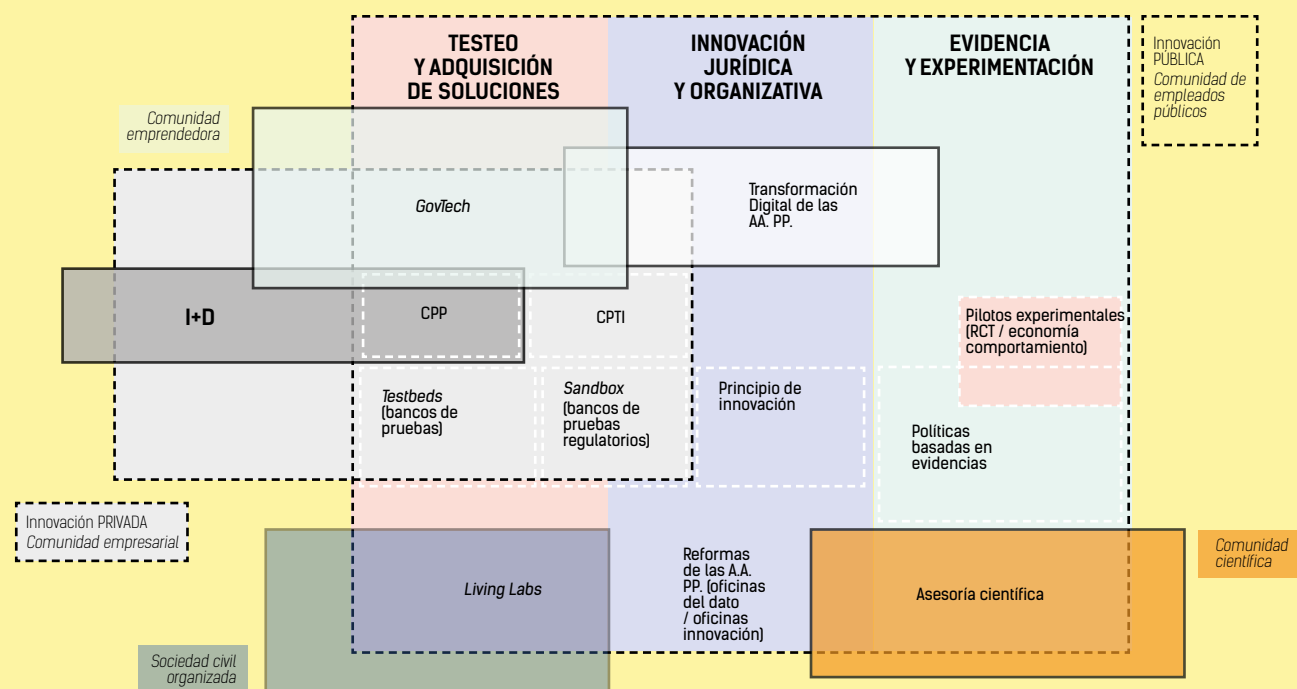 TESTEO
Y ADQUISICIÓN
DE SOLUCIONES
INNOVACIÓN
JURÍDICA
Y ORGANIZATIVA
EVIDENCIA
Y EXPERIMENTACIÓN
Innovación
PÚBLICA
Comunidad de
empleados
públicos
Comunidad
emprendedora
GovTech
Transformación
Digital de las
AA. PP.
I+D
CPP
CPTI
Pilotos experimentales
(RCT / economía
comportamiento)
Testbeds
(bancos de
pruebas)
Sandbox
(bancos de
pruebas
regulatorios)
Principio de
innovación
Políticas
basadas en
evidencias
Innovación PRIVADA
Comunidad empresarial
Living Labs
Reformas
de las A.A.
PP. (oficinas
del dato
/ oficinas
innovación)
Asesoría científica
Comunidad
científica
Sociedad civil
organizada